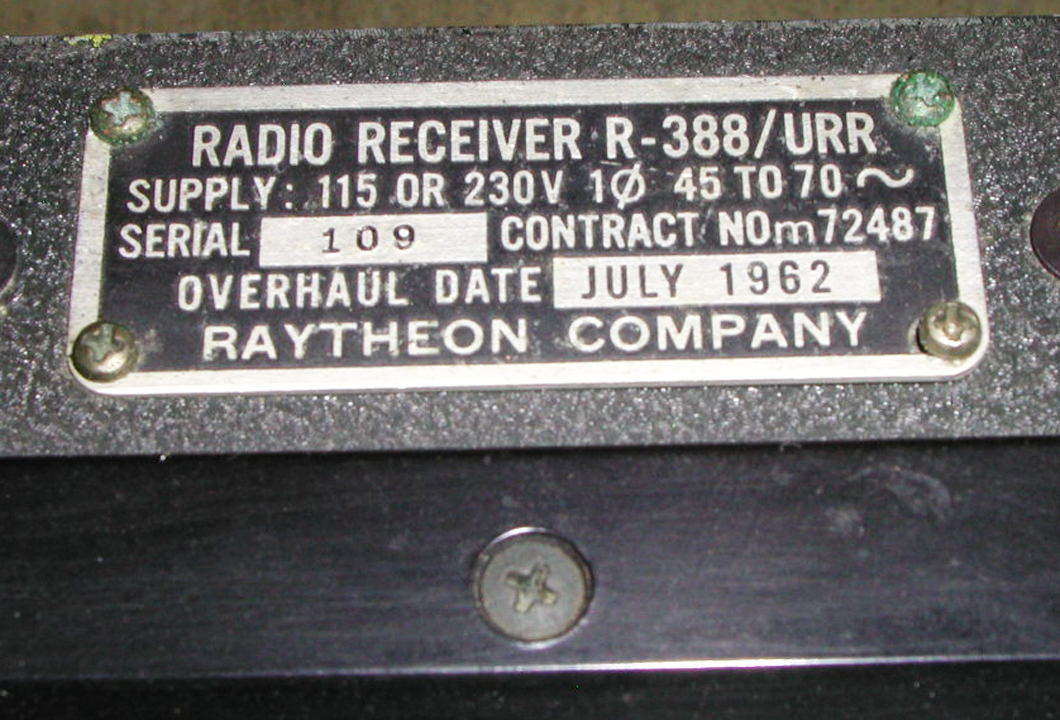 RADIO RECEIVER R-388/URR
SUPPLY: 115 OR 230V 1Ø 45 TO 70 ~
SERIAL 109 CONTRACT NOm72487
OVERHAUL DATE JULY 1962
RAYTHEON COMPANY